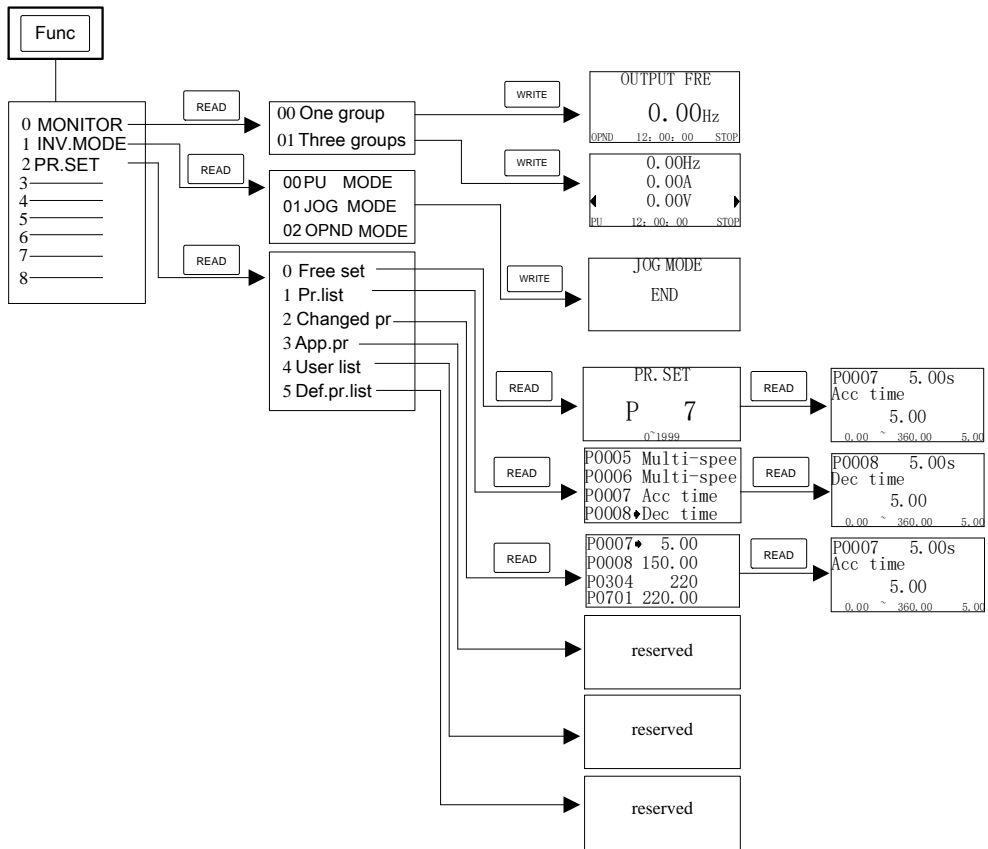 Func
0 MONITOR
1 INV.MODE
2 PR.SET
3
4
5
6
7
8
READ
READ
READ
00 One group
01 Three groups
00 PU MODE
01 JOG MODE
02 OPND MODE
0 Free set
1 Pr.list
2 Changed pr
3 App.pr
4 User list
5 Def.pr.list
WRITE
WRITE
WRITE
OUTPUT FRE
0.00Hz
OPND 12: 00: 00 STOP
0.00Hz
0.00A
0.00V
PU 12: 00: 00 STOP
JOG MODE
END
READ
PR. SET
P 7
0~1999
READ
P0007 5.00s
Acc time
5.00
0.00 ~ 360.00 5.00
READ
P0005 Multi-spee
P0006 Multi-spee
P0007 Acc time
P0008 Dec time
READ
P0008 5.00s
Dec time
5.00
0.00 ~ 360.00 5.00
READ
P0007 5.00
P0008 150.00
P0304 220
P0701 220.00
READ
P0007 5.00s
Acc time
5.00
0.00 ~ 360.00 5.00
reserved
reserved
reserved